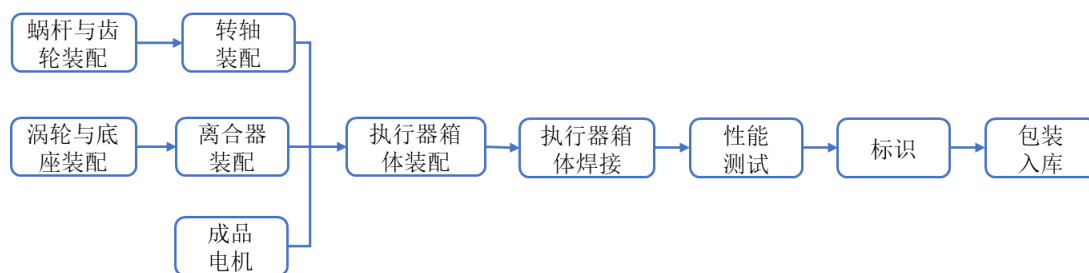 蜗杆与齿
轮装配
转轴
装配
涡轮与底
座装配
离合器
装配
成品
电机
执行器箱
体装配
执行器箱
体焊接
性能
测试
标识
包装
入库